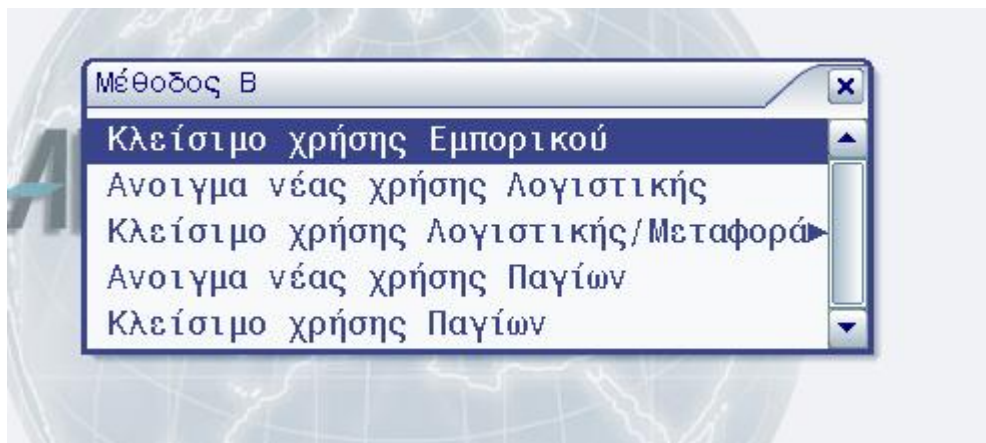 Μέθοδος Β
Κλείσιμο χρήσης Εμπορικού
Ανοιγμα νέας χρήσης Λογιστικής
Κλείσιμο χρήσης Λογιστικής/Μεταφορά
Ανοιγμα νέας χρήσης Παγίων
Κλείσιμο χρήσης Παγίων